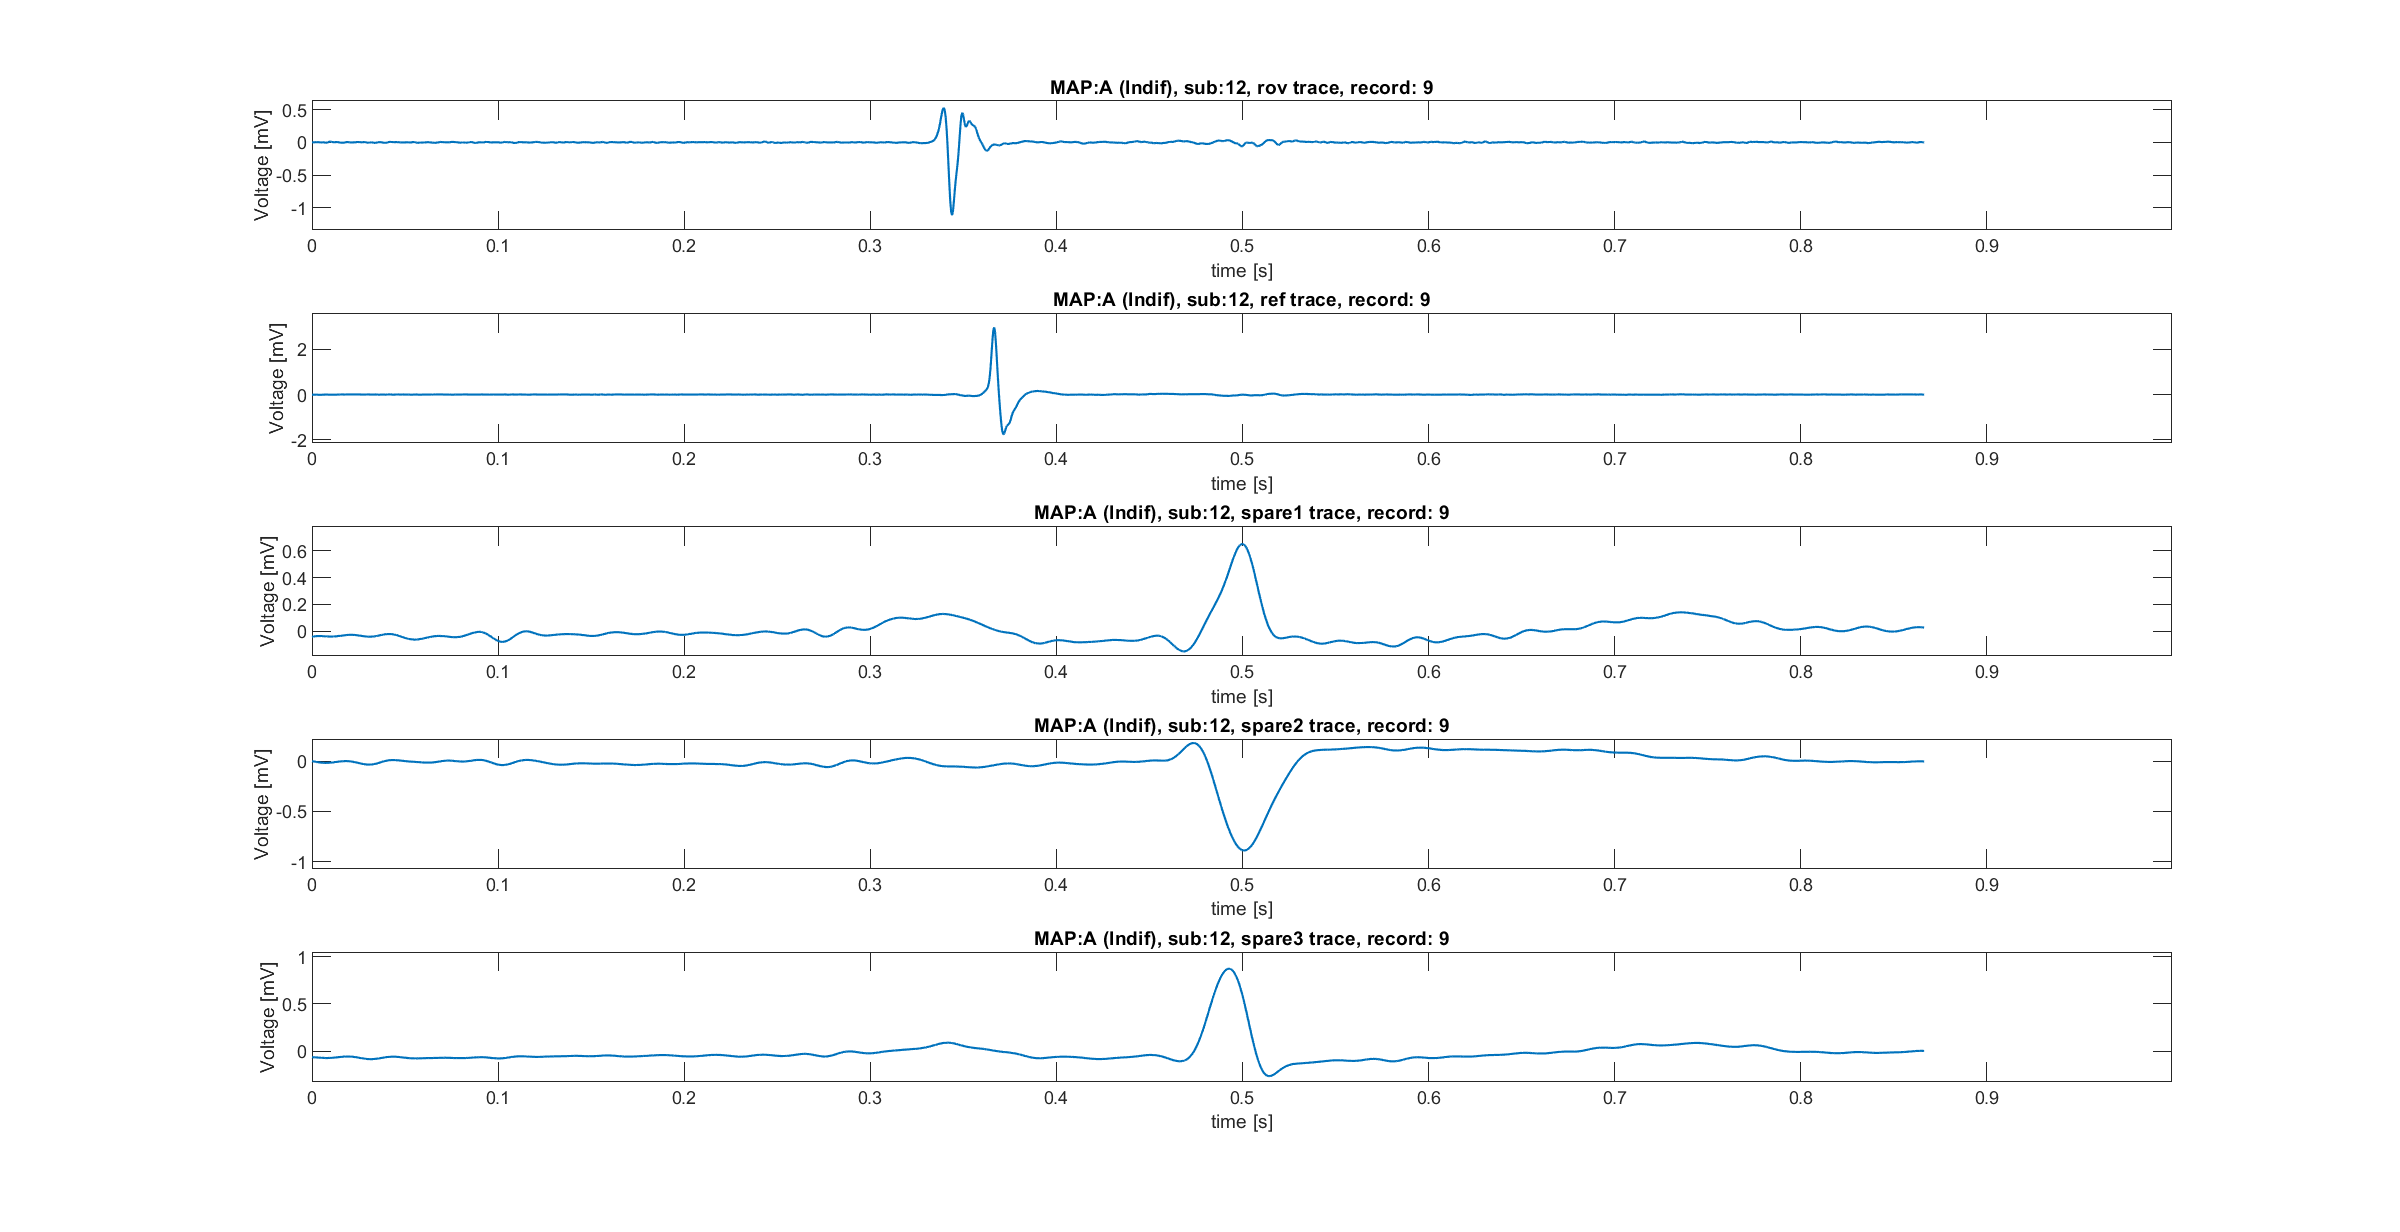 MAP:A (Indif), sub:12, rov trace, record: 9
Voltage [mV]
0.5
0
-0.5
-1
0 0.1 0.2 0.3 0.4 0.5 0.6 0.7 0.8 0.9
time [s]
MAP:A (Indif), sub:12, ref trace, record: 9
Voltage [mV]
2
0
-2
0 0.1 0.2 0.3 0.4 0.5 0.6 0.7 0.8 0.9
time [s]
MAP:A (Indif), sub:12, spare1 trace, record: 9
Voltage [mV]
0.6
0.4
0.2
0
0 0.1 0.2 0.3 0.4 0.5 0.6 0.7 0.8 0.9
time [s]
MAP:A (Indif), sub:12, spare2 trace, record: 9
Voltage [mV]
0
-0.5
-1
0 0.1 0.2 0.3 0.4 0.5 0.6 0.7 0.8 0.9
time [s]
MAP:A (Indif), sub:12, spare3 trace, record: 9
Voltage [mV]
1
0.5
0
0 0.1 0.2 0.3 0.4 0.5 0.6 0.7 0.8 0.9
time [s]